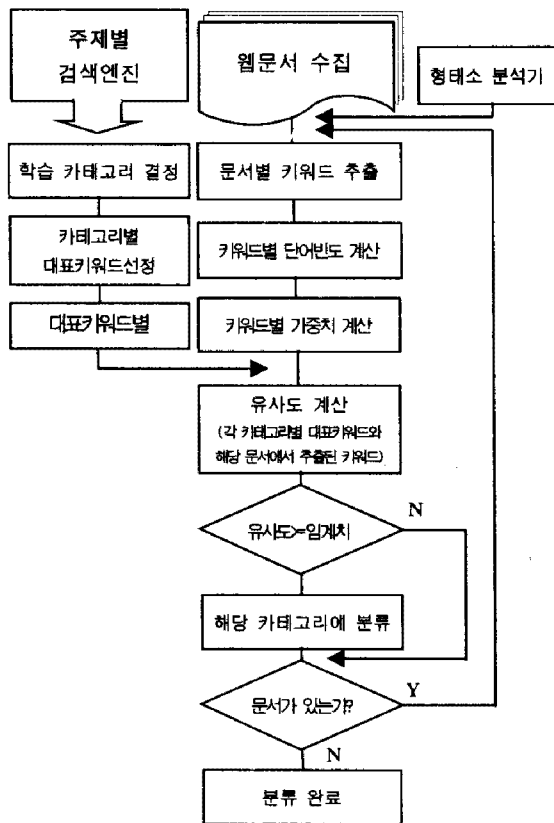 주제별
검색엔진
웹문서 수집
형태소 분석기
학습 카테고리 결정
문서별 키워드 추출
카테고리별
대표키워드선정
키워드별 단어빈도 계산
대표키워드별
키워드별 가중치 계산
유사도 계산
(각 카테고리별 대표키워드와
해당 문서에서 추출된 키워드)
유사도>=임계치
N
해당 카테고리에 분류
문서가 있는가?
Y
N
분류 완료